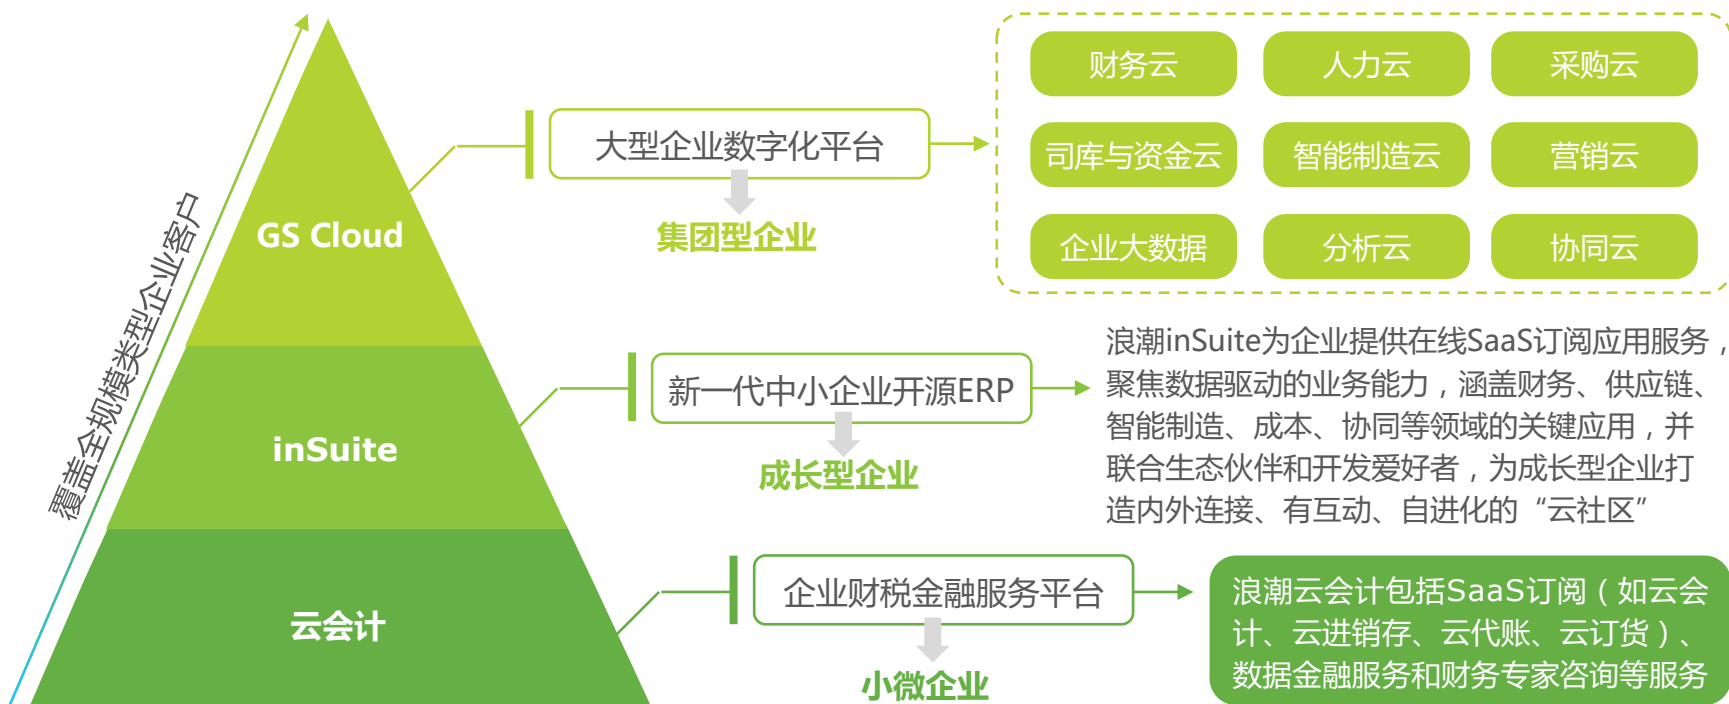 覆盖全规模类型企业客户
GS Cloud
大型企业数字化平台
集团型企业
财务云
人力云
采购云
司库与资金云
智能制造云
营销云
企业大数据
分析云
协同云
inSuite
新一代中小企业开源ERP
成长型企业
浪潮inSuite为企业提供在线SaaS订阅应用服务，
聚焦数据驱动的业务能力，涵盖财务、供应链、
智能制造、成本、协同等领域的关键应用，并
联合生态伙伴和开发爱好者，为成长型企业打
造内外连接、有互动、自进化的“云社区”
云会计
企业财税金融服务平台
小微企业
浪潮云会计包括SaaS订阅（如云会
计、云进销存、云代账、云订货）、
数据金融服务和财务专家咨询等服务